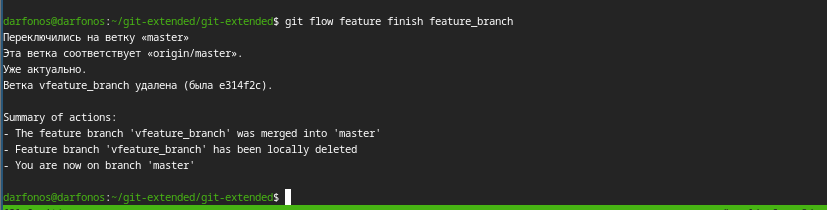 darfonos@darfonos:~/git-extended/git-extended$ git flow feature finish feature_branch
Переключились на ветку «master»
Эта ветка соответствует «origin/master».
Уже актуально.
Ветка vfeature_branch удалена (была e314f2c).
Summary of actions:
- The feature branch 'vfeature_branch' was merged into 'master'
- Feature branch 'vfeature_branch' has been locally deleted
- You are now on branch 'master'
darfonos@darfonos:~/git-extended/git-extended$